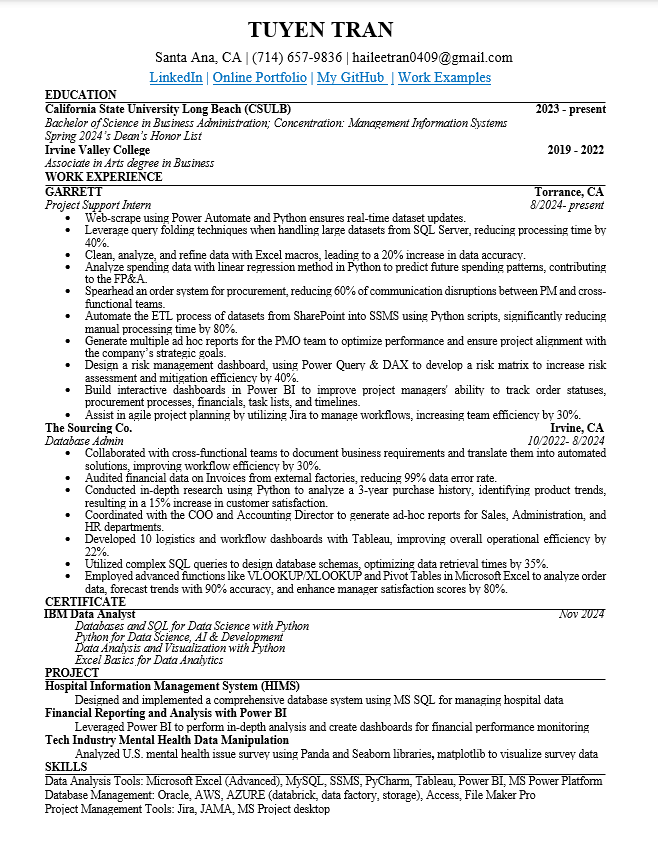 TUYEN TRAN
Santa Ana, CA | (714) 657-9836 | haileetran0409@gmail.com
LinkedIn | Online Portfolio | My GitHub | Work Examples
EDUCATION
California State University Long Beach (CSULB) 2023 - present
Bachelor of Science in Business Administration; Concentration: Management Information Systems
Spring 2024's Dean's Honor List
Irvine Valley College 2019 - 2022
Associate in Arts degree in Business
WORK EXPERIENCE
GARRETT Torrance, CA
Project Support Intern 8/2024- present
• Web-scrape using Power Automate and Python ensures real-time dataset updates.
• Leverage query folding techniques when handling large datasets from SQL Server, reducing processing time by
40%.
• Clean, analyze, and refine data with Excel macros, leading to a 20% increase in data accuracy.
• Analyze spending data with linear regression method in Python to predict future spending patterns, contributing
to the FP&A.
• Spearhead an order system for procurement, reducing 60% of communication disruptions between PM and cross-
functional teams.
• Automate the ETL process of datasets from SharePoint into SSMS using Python scripts, significantly reducing
manual processing time by 80%.
• Generate multiple ad hoc reports for the PMO team to optimize performance and ensure project alignment with
the company's strategic goals.
• Design a risk management dashboard, using Power Query & DAX to develop a risk matrix to increase risk
assessment and mitigation efficiency by 40%.
• Build interactive dashboards in Power BI to improve project managers' ability to track order statuses,
procurement processes, financials, task lists, and timelines.
• Assist in agile project planning by utilizing Jira to manage workflows, increasing team efficiency by 30%.
The Sourcing Co. Irvine, CA
Database Admin 10/2022- 8/2024
• Collaborated with cross-functional teams to document business requirements and translate them into automated
solutions, improving workflow efficiency by 30%.
• Audited financial data on Invoices from external factories, reducing 99% data error rate.
• Conducted in-depth research using Python to analyze a 3-year purchase history, identifying product trends,
resulting in a 15% increase in customer satisfaction.
• Coordinated with the COO and Accounting Director to generate ad-hoc reports for Sales, Administration, and
HR departments.
• Developed 10 logistics and workflow dashboards with Tableau, improving overall operational efficiency by
22%.
• Utilized complex SQL queries to design database schemas, optimizing data retrieval times by 35%.
• Employed advanced functions like VLOOKUP/XLOOKUP and Pivot Tables in Microsoft Excel to analyze order
data, forecast trends with 90% accuracy, and enhance manager satisfaction scores by 80%.
CERTIFICATE
IBM Data Analyst Nov 2024
Databases and SQL for Data Science with Python
Python for Data Science, AI & Development
Data Analysis and Visualization with Python
Excel Basics for Data Analytics
PROJECT
Hospital Information Management System (HIMS)
Designed and implemented a comprehensive database system using MS SQL for managing hospital data
Financial Reporting and Analysis with Power BI
Leveraged Power BI to perform in-depth analysis and create dashboards for financial performance monitoring
Tech Industry Mental Health Data Manipulation
Analyzed U.S. mental health issue survey using Panda and Seaborn libraries, matplotlib to visualize survey data
SKILLS
Data Analysis Tools: Microsoft Excel (Advanced), MySQL, SSMS, PyCharm, Tableau, Power BI, MS Power Platform
Database Management: Oracle, AWS, AZURE (databrick, data factory, storage), Access, File Maker Pro
Project Management Tools: Jira, JAMA, MS Project desktop